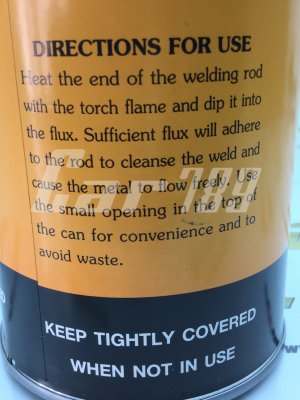 DIRECTIONS FOR USE
Heat the end of the welding rod
with the torch flame and dip it into
the flux. Sufficient flux will adhere
to the rod to cleanse the weld and
cause the metal to flow freely. Use
the small opening in the top of
the can for convenience and to
avoid waste.
KEEP TIGHTLY COVERED
WHEN NOT IN USE